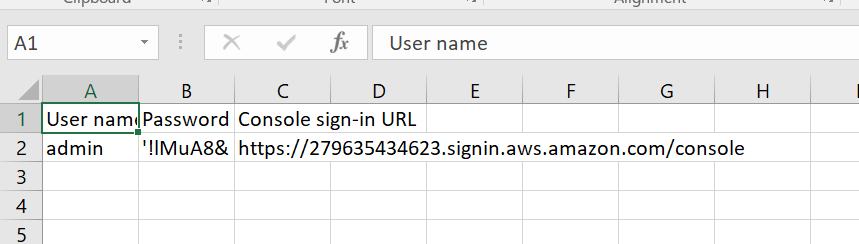 A1 fx User name
A B C D E F G H
1 User name Password Console sign-in URL
2 admin '!lMuA8& https://279635434623.signin.aws.amazon.com/console
3
4
5